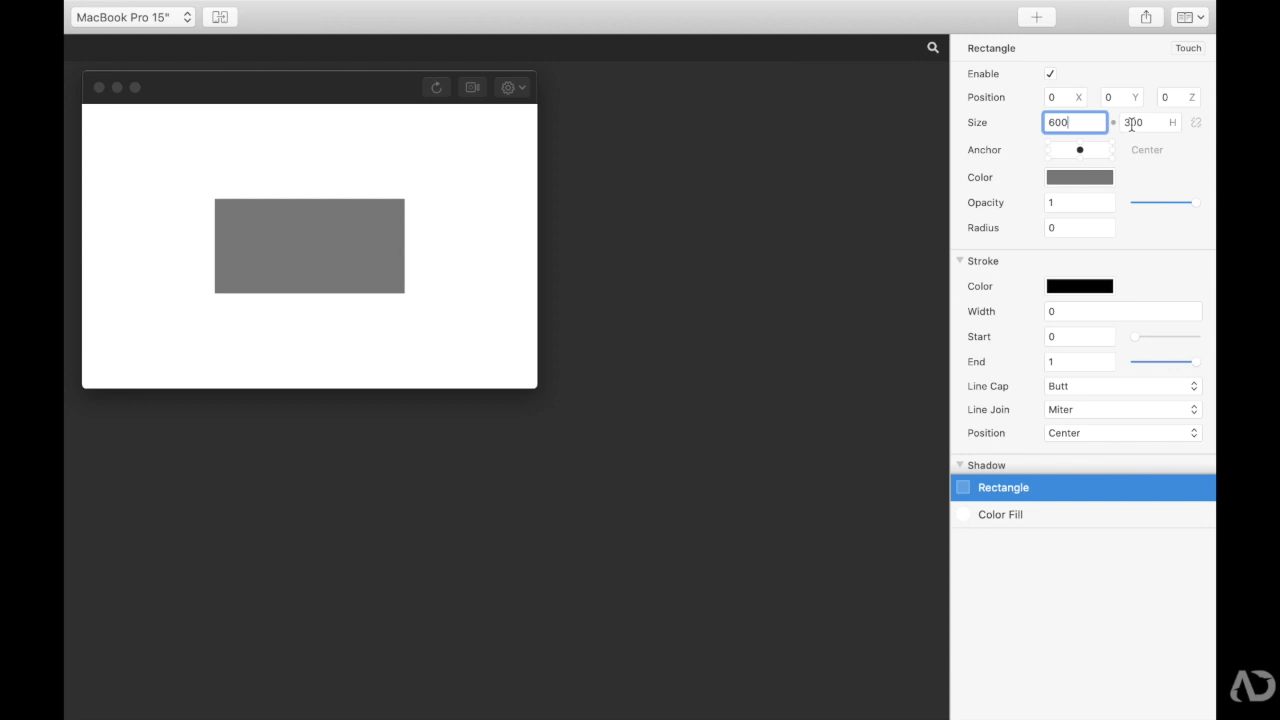 MacBook Pro 15"
Rectangle Touch
Enable
Position 0 X 0 Y 0 Z
Size 600 300 H
Anchor Center
Color
Opacity 1
Radius 0
Stroke
Color
Width 0
Start 0
End 1
Line Cap Butt
Line Join Miter
Position Center
Shadow
Rectangle
Color Fill